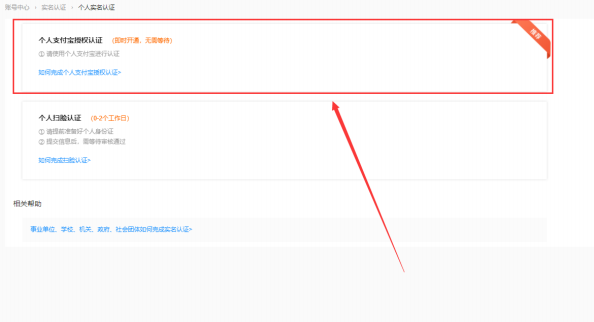 账号中心 > 实名认证 > 个人实名认证
个人支付宝授权认证 (即时开通，无需等待)
推荐
① 请使用个人支付宝进行认证
如何完成个人支付宝授权认证>
个人扫脸认证 (0-2个工作日)
① 请提前准备好个人身份证
② 提交信息后，需等待审核通过
如何完成扫脸认证>
相关帮助
事业单位、学校、机关、政府、社会团体如何完成实名认证>